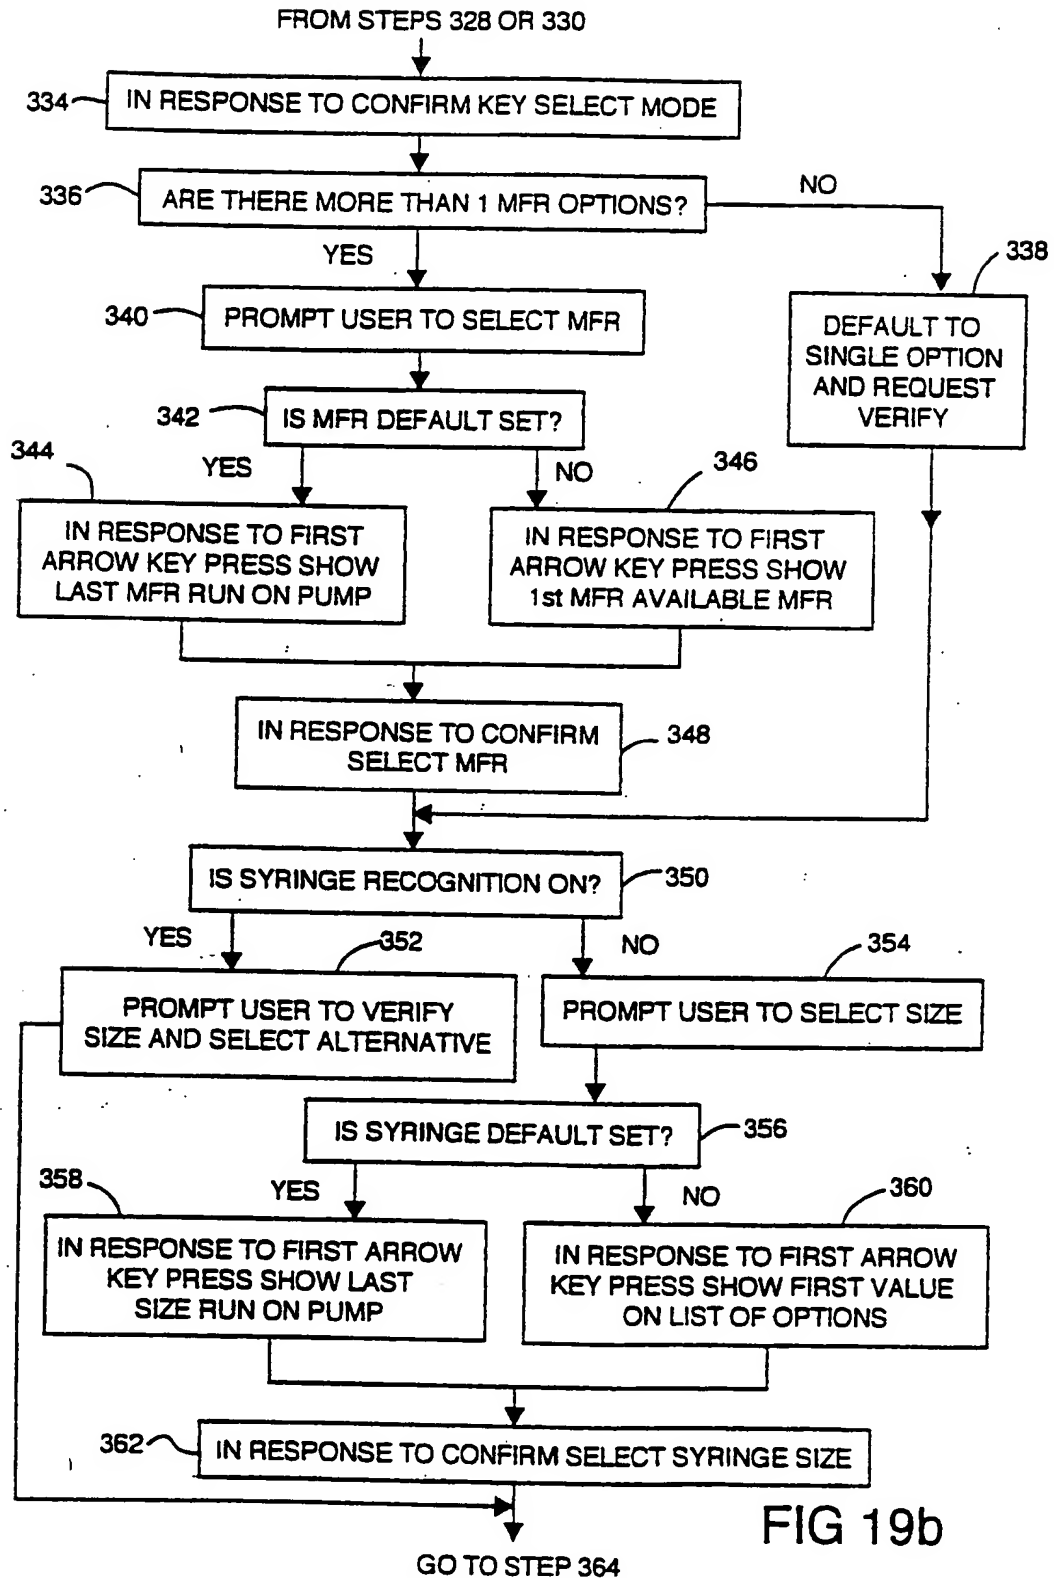 FROM STEPS 328 OR 330
334
IN RESPONSE TO CONFIRM KEY SELECT MODE
336
ARE THERE MORE THAN 1 MFR OPTIONS?
NO
YES
338
340
PROMPT USER TO SELECT MFR
DEFAULT TO
SINGLE OPTION
AND REQUEST
VERIFY
342
IS MFR DEFAULT SET?
344
YES
NO
346
IN RESPONSE TO FIRST
ARROW KEY PRESS SHOW
LAST MFR RUN ON PUMP
IN RESPONSE TO FIRST
ARROW KEY PRESS SHOW
1st MFR AVAILABLE MFR
IN RESPONSE TO CONFIRM
SELECT MFR
348
IS SYRINGE RECOGNITION ON?
350
YES
352
NO
354
PROMPT USER TO VERIFY
SIZE AND SELECT ALTERNATIVE
PROMPT USER TO SELECT SIZE
IS SYRINGE DEFAULT SET?
356
358
YES
NO
360
IN RESPONSE TO FIRST ARROW
KEY PRESS SHOW LAST
SIZE RUN ON PUMP
IN RESPONSE TO FIRST ARROW
KEY PRESS SHOW FIRST VALUE
ON LIST OF OPTIONS
362
IN RESPONSE TO CONFIRM SELECT SYRINGE SIZE
FIG 19b
GO TO STEP 364